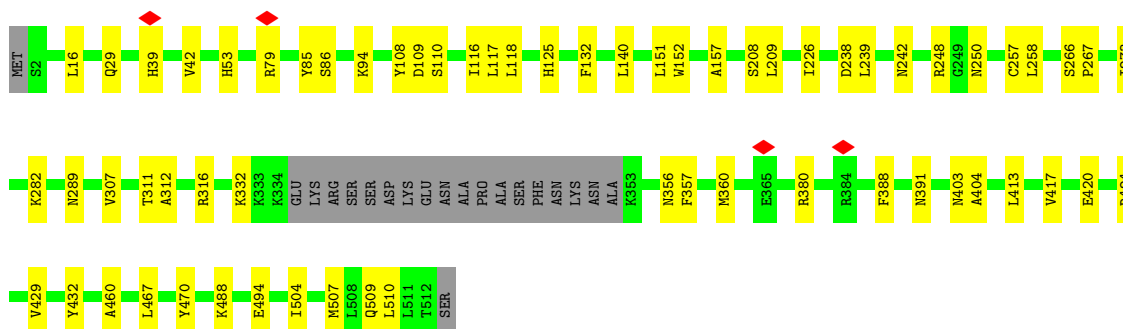 MET S2 L16 Q29 H39 V42 H53 R79 Y85 S86 K94 Y108 D109 S110 I116 L117 L118 H125 F132 L140 L151 W152 A157 S208 L209 I226 D238 L239 N242 R248 G249 N250 C257 L258 S266 P267
K282 N289 V307 T311 A312 R316 K332 K333 K334 GLU LYS ARG SER SER ASP LYS GLU ASN ALA PRO ALA SER PHE ASN LYS ASN ALA K353 N356 F357 M360 E365 R380 R384 F388 N391 N403 A404 L413 V417 E420
V429 Y432 A460 L467 Y470 K488 E494 I504 M507 L508 Q509 L510 L511 T512 SER